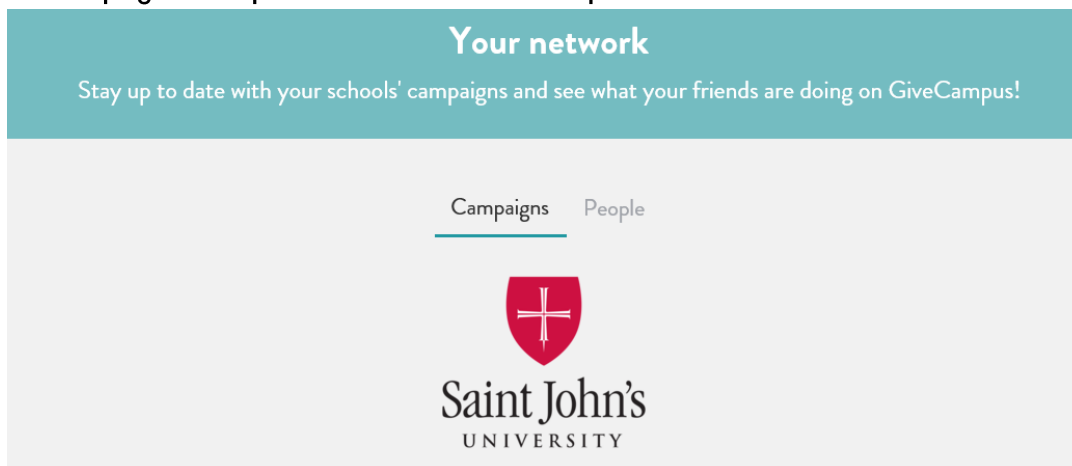 Your network
Stay up to date with your schools' campaigns and see what your friends are doing on GiveCampus!
Campaigns People
Saint John's
UNIVERSITY